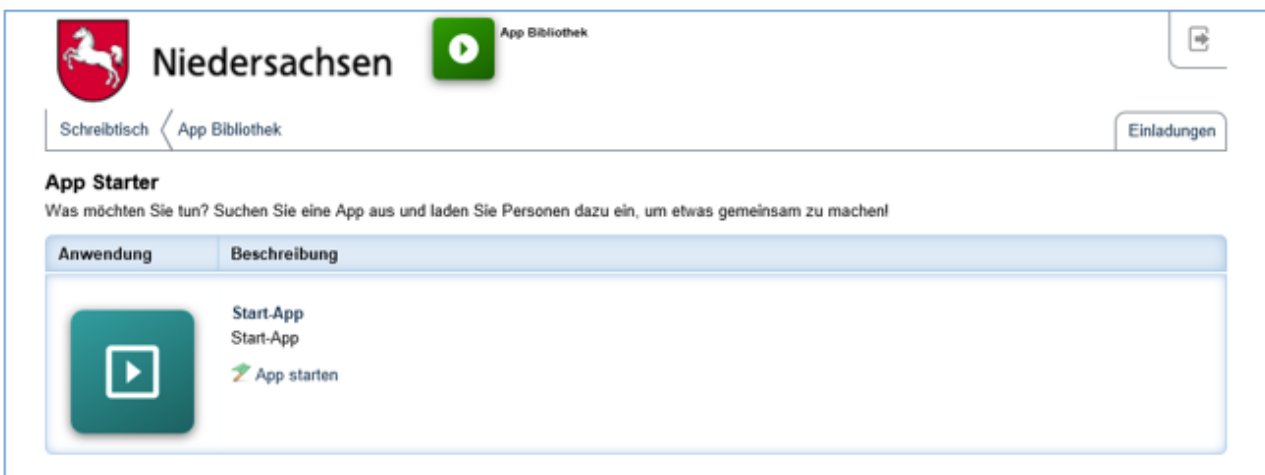 Niedersachsen
App Bibliothek
Schreibtisch App Bibliothek
Einladungen
App Starter
Was möchten Sie tun? Suchen Sie eine App aus und laden Sie Personen dazu ein, um etwas gemeinsam zu machen!
Anwendung Beschreibung
Start-App
Start-App
App starten